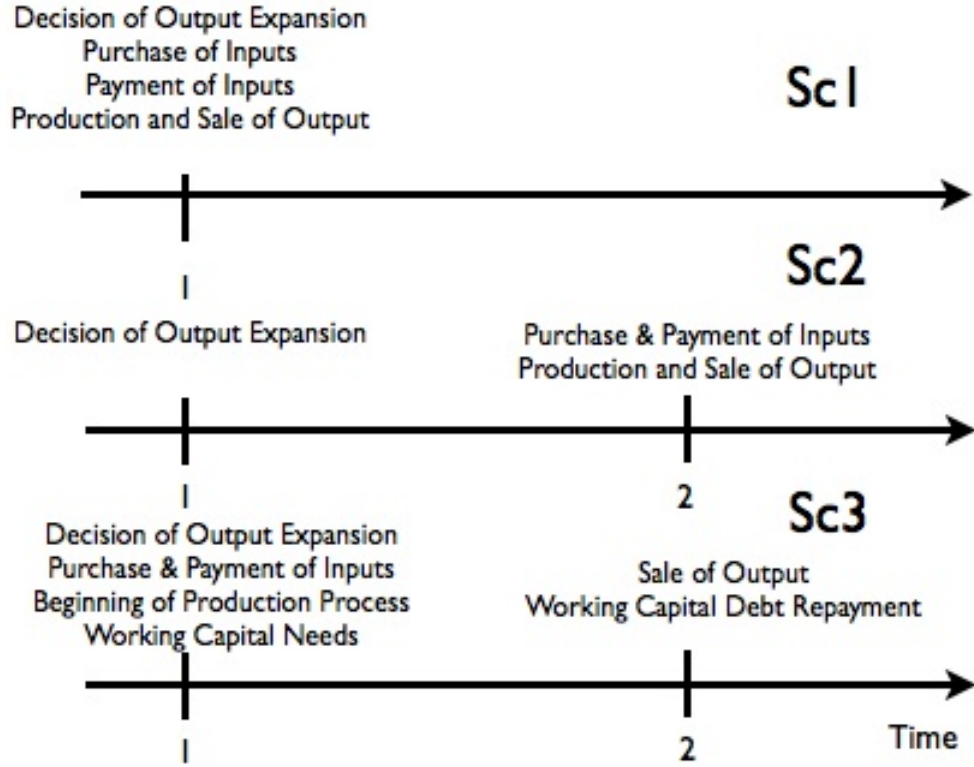 Decision of Output Expansion
Purchase of Inputs
Payment of Inputs
Production and Sale of Output
Sc1
1
Sc2
Decision of Output Expansion
Purchase & Payment of Inputs
Production and Sale of Output
1
2
Sc3
Decision of Output Expansion
Purchase & Payment of Inputs
Beginning of Production Process
Working Capital Needs
Sale of Output
Working Capital Debt Repayment
1
2
Time